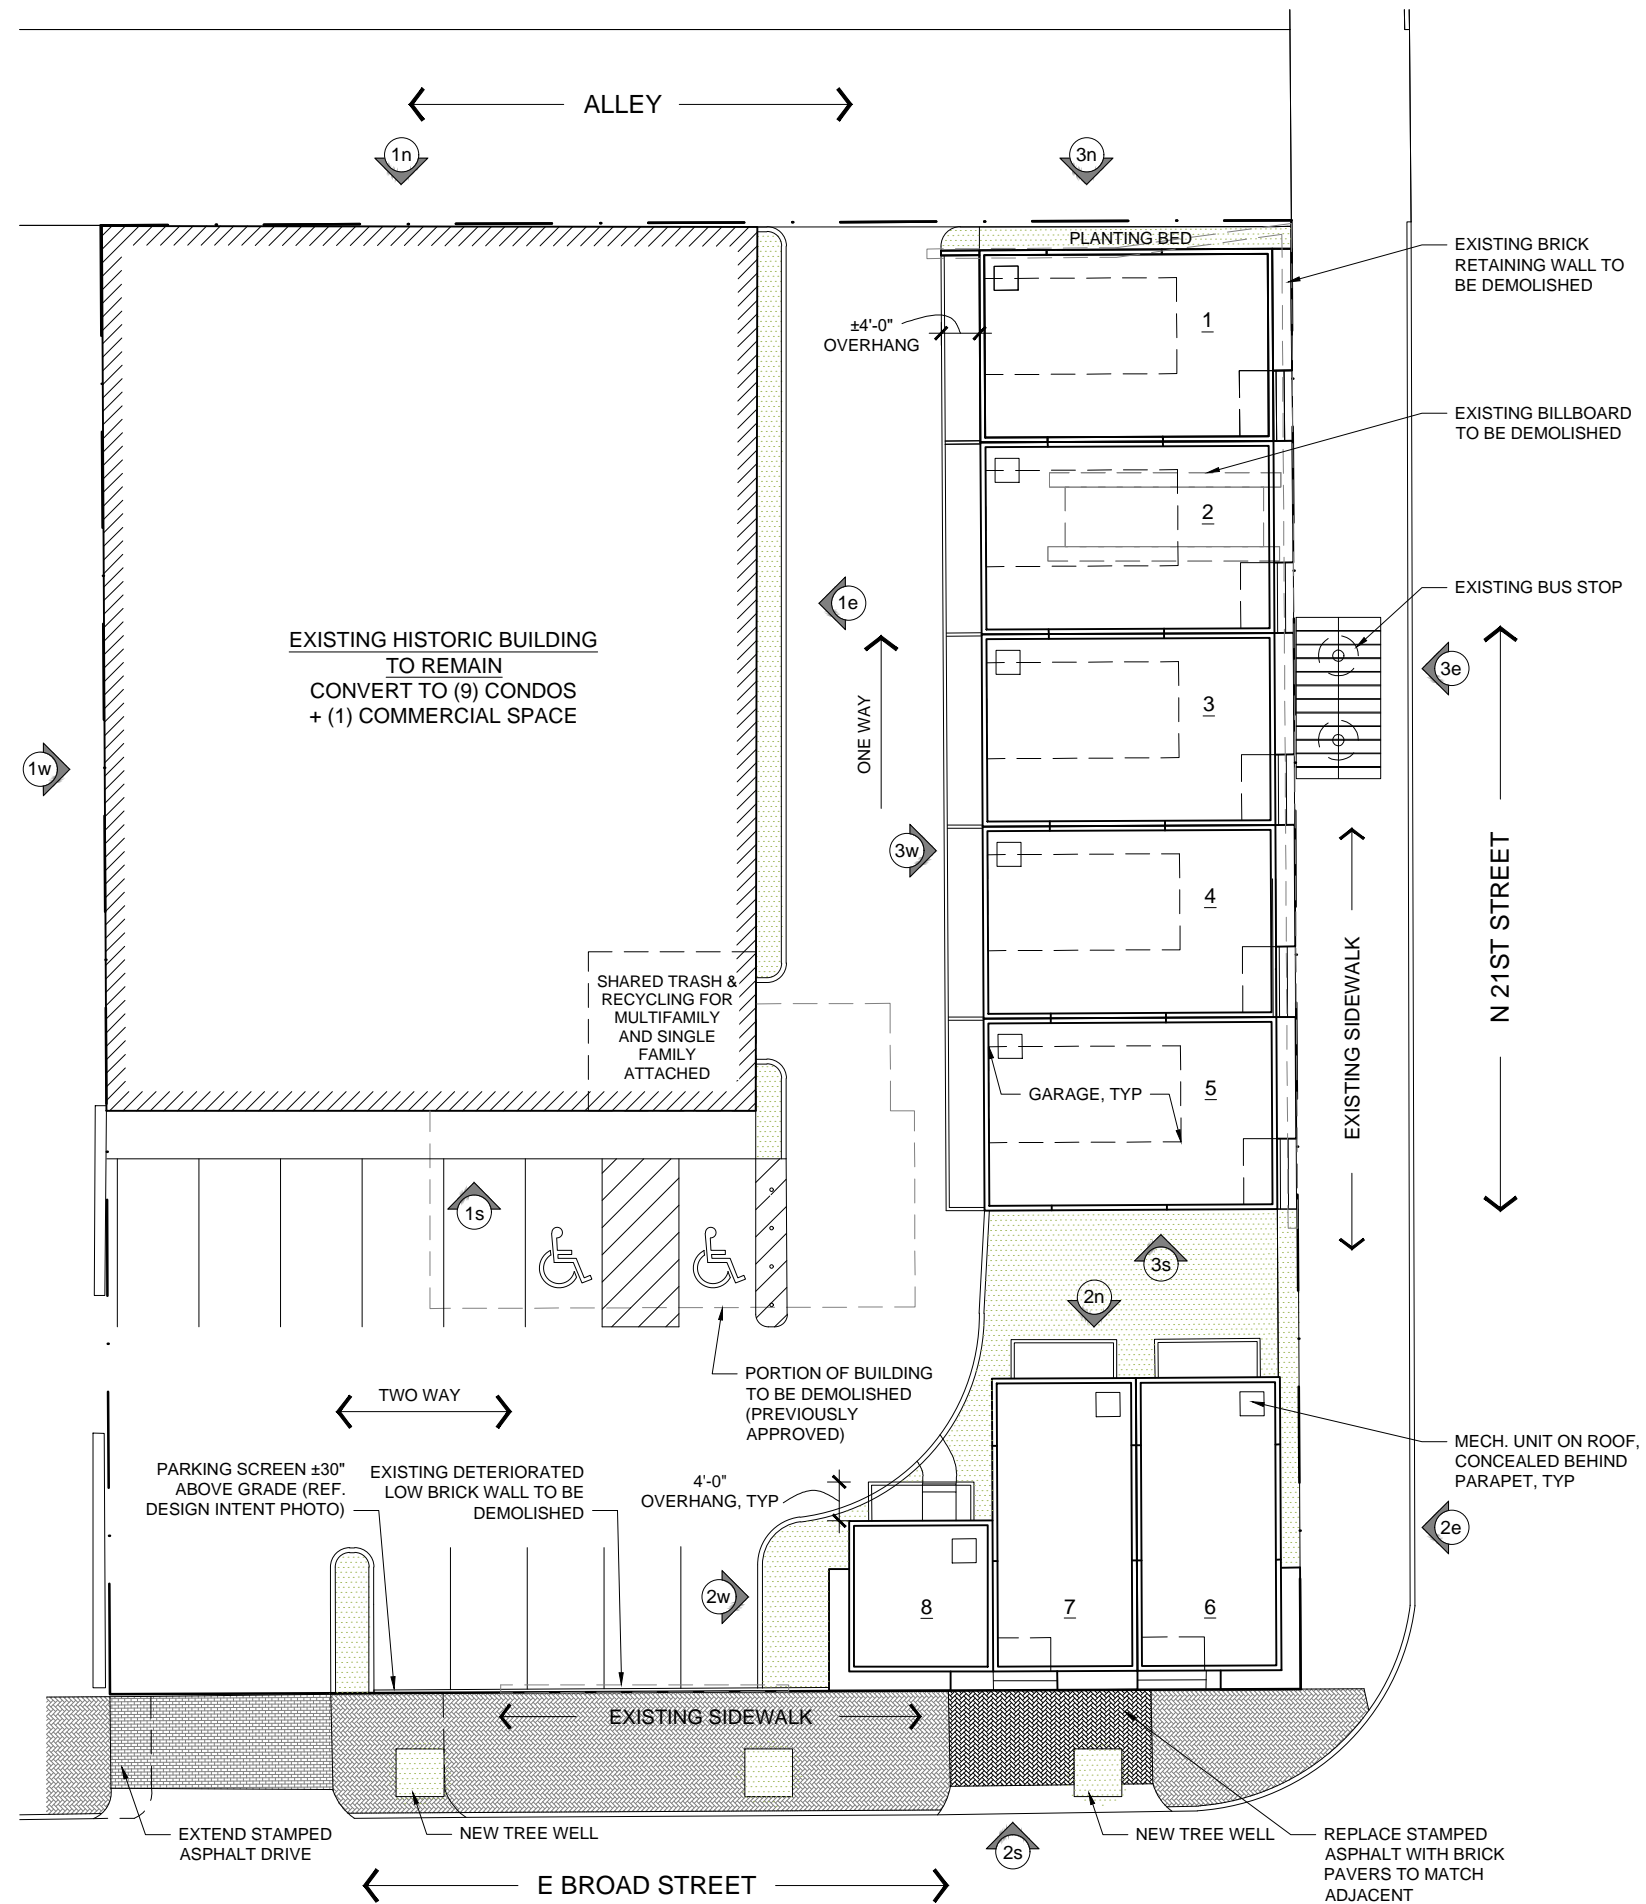 ALLEY
1n
3n
PLANTING BED
EXISTING BRICK
RETAINING WALL TO
BE DEMOLISHED
±4'-0"
OVERHANG
1
EXISTING BILLBOARD
TO BE DEMOLISHED
2
EXISTING BUS STOP
1e
3e
EXISTING HISTORIC BUILDING
TO REMAIN
CONVERT TO (9) CONDOS
+ (1) COMMERCIAL SPACE
ONE WAY
3
1w
3w
4
N 21ST STREET
EXISTING SIDEWALK
SHARED TRASH &
RECYCLING FOR
MULTIFAMILY
AND SINGLE
FAMILY
ATTACHED
GARAGE, TYP
5
1s
3s
2n
PORTION OF BUILDING
TO BE DEMOLISHED
(PREVIOUSLY
APPROVED)
TWO WAY
PARKING SCREEN ±30"
ABOVE GRADE (REF.
DESIGN INTENT PHOTO)
EXISTING DETERIORATED
LOW BRICK WALL TO BE
DEMOLISHED
4'-0"
OVERHANG, TYP
MECH. UNIT ON ROOF,
CONCEALED BEHIND
PARAPET, TYP
2e
2w
8
7
6
EXISTING SIDEWALK
EXTEND STAMPED
ASPHALT DRIVE
NEW TREE WELL
2s
NEW TREE WELL
REPLACE STAMPED
ASPHALT WITH BRICK
PAVERS TO MATCH
ADJACENT
E BROAD STREET